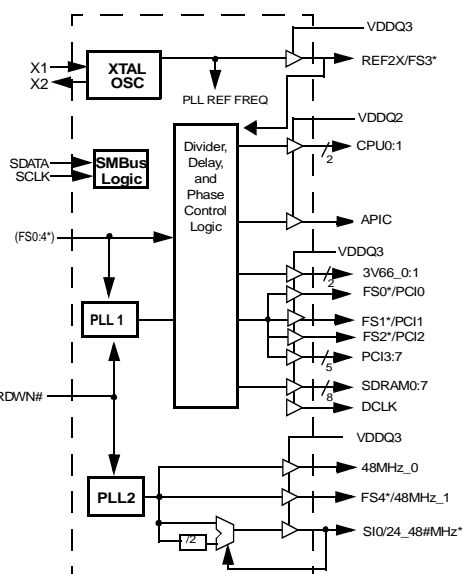 VDDQ3
X1
X2
XTAL
OSC
REF2X/FS3*
PLL REF FREQ
VDDQ2
SDATA
SCLK
SMBus
Logic
Divider,
Delay,
and
Phase
Control
Logic
CPU0:1
2
APIC
(FS0:4*)
VDDQ3
3V66_0:1
2
FS0*/PCI0
PLL 1
FS1*/PCI1
FS2*/PCI2
PCI3:7
5
RDWN#
SDRAM0:7
8
DCLK
VDDQ3
PLL2
48MHz_0
FS4*/48MHz_1
/2
SI0/24_48#MHz*